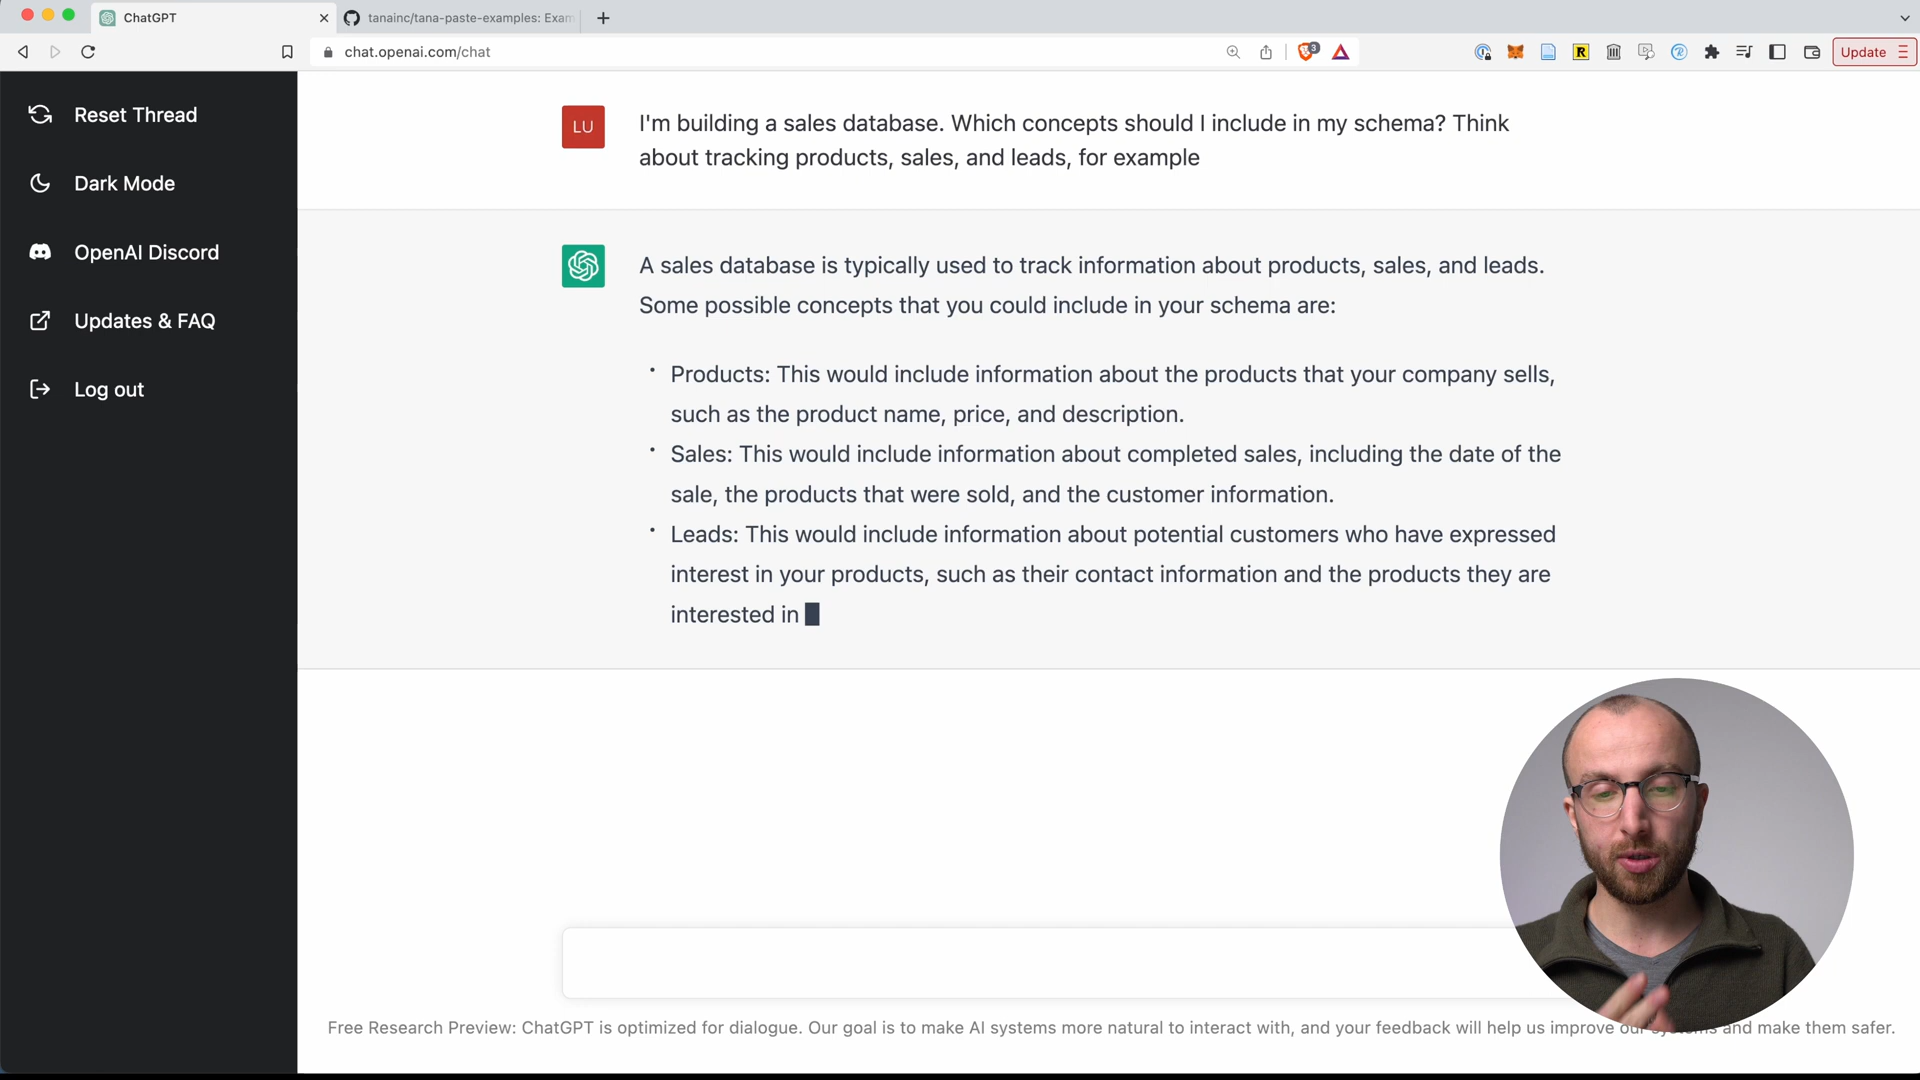 ChatGPT
tanainc/tana-paste-examples: Exam
chat.openai.com/chat
3
R
Update
Reset Thread
Dark Mode
OpenAI Discord
Updates & FAQ
Log out
LU
I'm building a sales database. Which concepts should I include in my schema? Think
about tracking products, sales, and leads, for example
A sales database is typically used to track information about products, sales, and leads.
Some possible concepts that you could include in your schema are:
• Products: This would include information about the products that your company sells,
such as the product name, price, and description.
• Sales: This would include information about completed sales, including the date of the
sale, the products that were sold, and the customer information.
• Leads: This would include information about potential customers who have expressed
interest in your products, such as their contact information and the products they are
interested in
Free Research Preview: ChatGPT is optimized for dialogue. Our goal is to make AI systems more natural to interact with, and your feedback will help us improve our systems and make them safer.